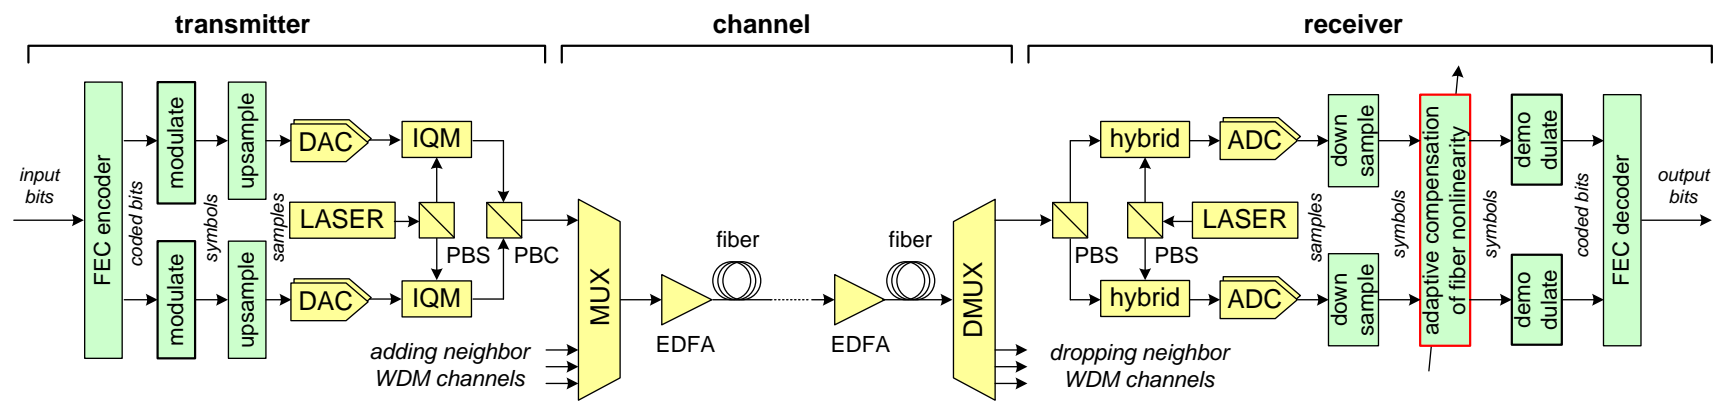 transmitter
channel
receiver
input
bits
FEC encoder
coded bits
modulate
modulate
symbols
upsample
upsample
samples
DAC
DAC
LASER
IQM
IQM
PBS
PBC
MUX
adding neighbor
WDM channels
EDFA
fiber
EDFA
fiber
DMUX
dropping neighbor
WDM channels
PBS
hybrid
hybrid
PBS
LASER
ADC
ADC
samples
down
sample
down
sample
symbols
adaptive compensation
of fiber nonlinearity
symbols
demo
dulate
demo
dulate
coded bits
FEC decoder
output
bits